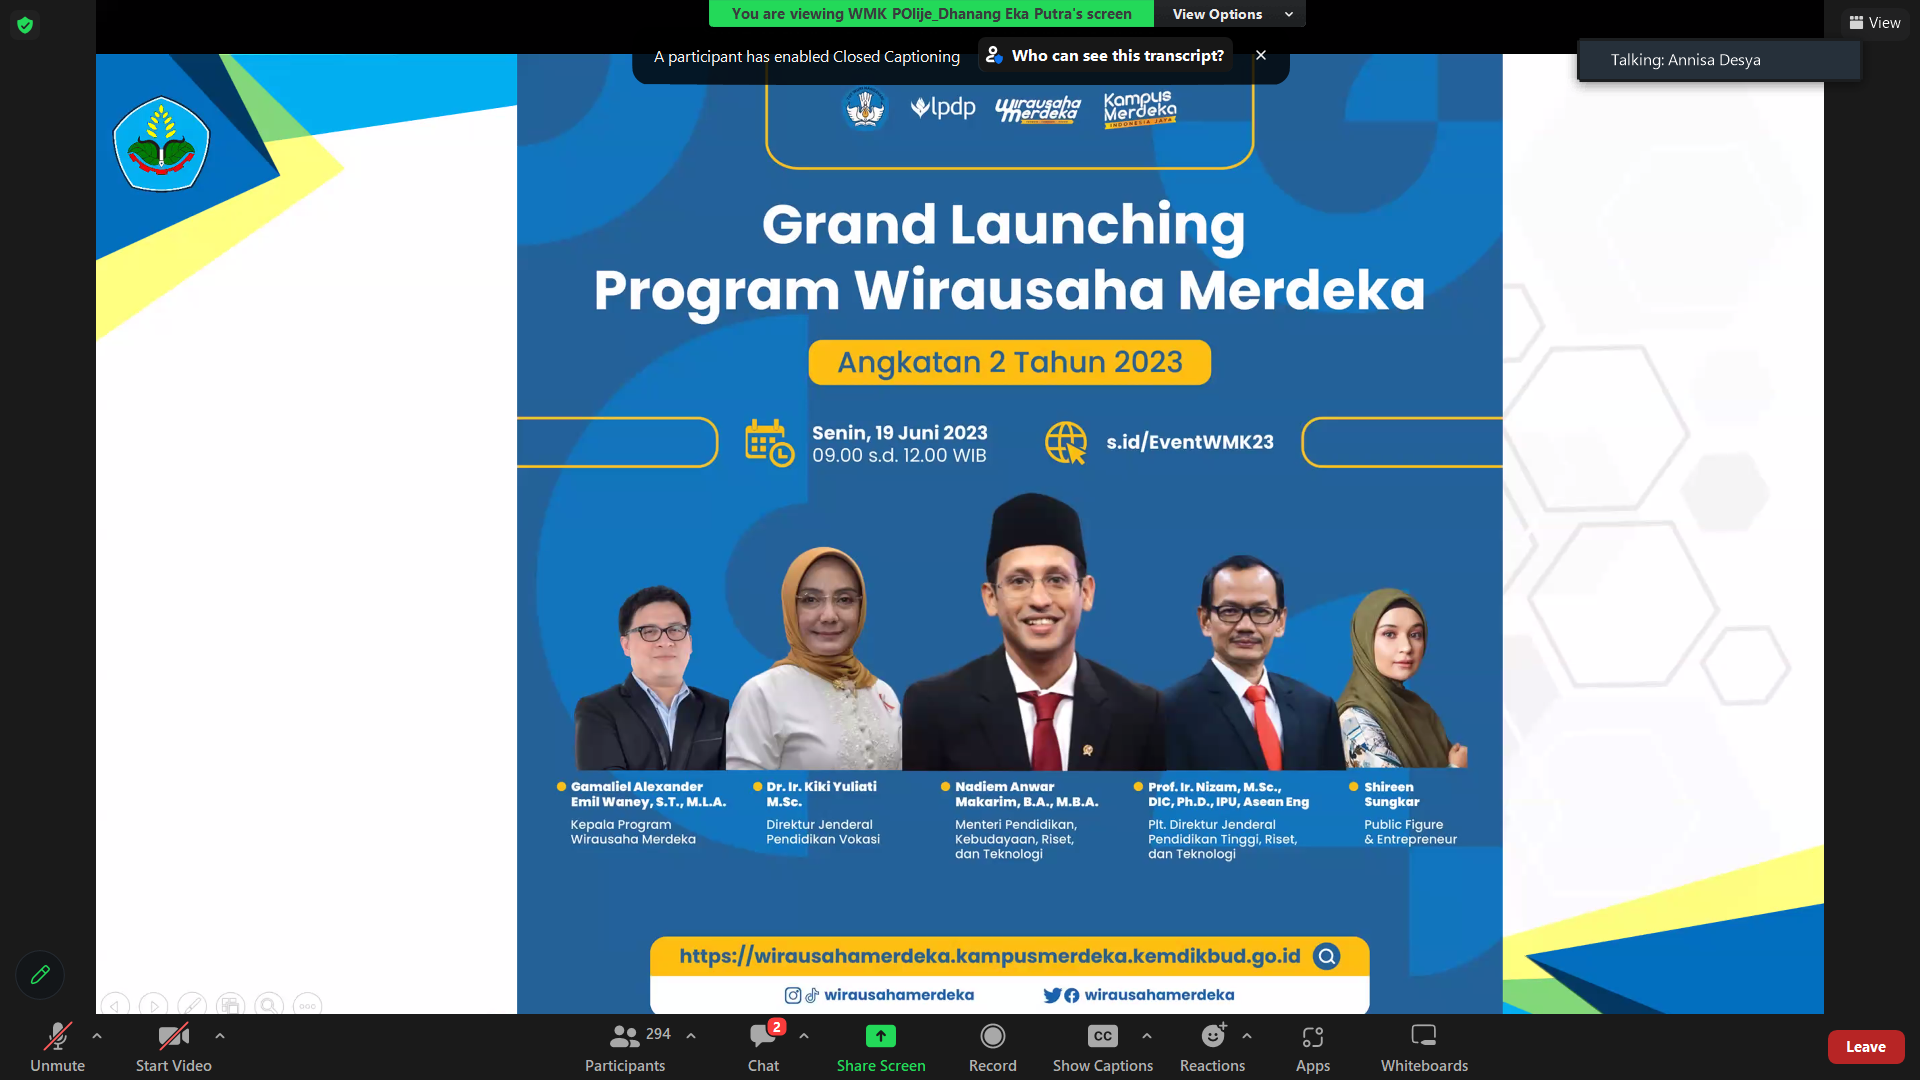 You are viewing WMK POlije_Dhanang Eka Putra's screen
View Options
View
A participant has enabled Closed Captioning
Who can see this transcript?
Talking: Annisa Desya
lpdp
Wirausaha
Merdeka
Kampus
Merdeka
INDONESIA JAYA
Grand Launching
Program Wirausaha Merdeka
Angkatan 2 Tahun 2023
Senin, 19 Juni 2023
09.00 s.d. 12.00 WIB
s.id/EventWMK23
Gamaliel Alexander
Emil Waney, S.T., M.L.A.
Kepala Program
Wirausaha Merdeka
Dr. Ir. Kiki Yuliati
M.Sc.
Direktur Jenderal
Pendidikan Vokasi
Nadiem Anwar
Makarim, B.A., M.B.A.
Menteri Pendidikan,
Kebudayaan, Riset,
dan Teknologi
Prof. Ir. Nizam, M.Sc.,
DIC, Ph.D., IPU, Asean Eng
Plt. Direktur Jenderal
Pendidikan Tinggi, Riset,
dan Teknologi
Shireen
Sungkar
Public Figure
& Entrepreneur
https://wirausahamerdeka.kampusmerdeka.kemdikbud.go.id
wirausahamerdeka
wirausahamerdeka
Unmute
Start Video
294
Participants
2
Chat
Share Screen
Record
CC
Show Captions
Reactions
Apps
Whiteboards
Leave